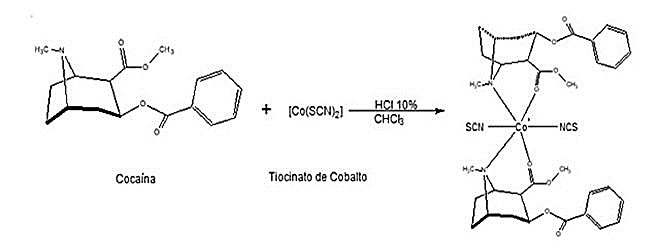 H₃C
N
O
O
CH₃
O
O
Cocaína
+
[Co(SCN)₂]
Tiocinato de Cobalto
HCl 10%
CHCl₃
O
O
N
H₃C
O
O
CH₃
SCN
Co
NCS
H₃C
N
O
O
CH₃
O
O